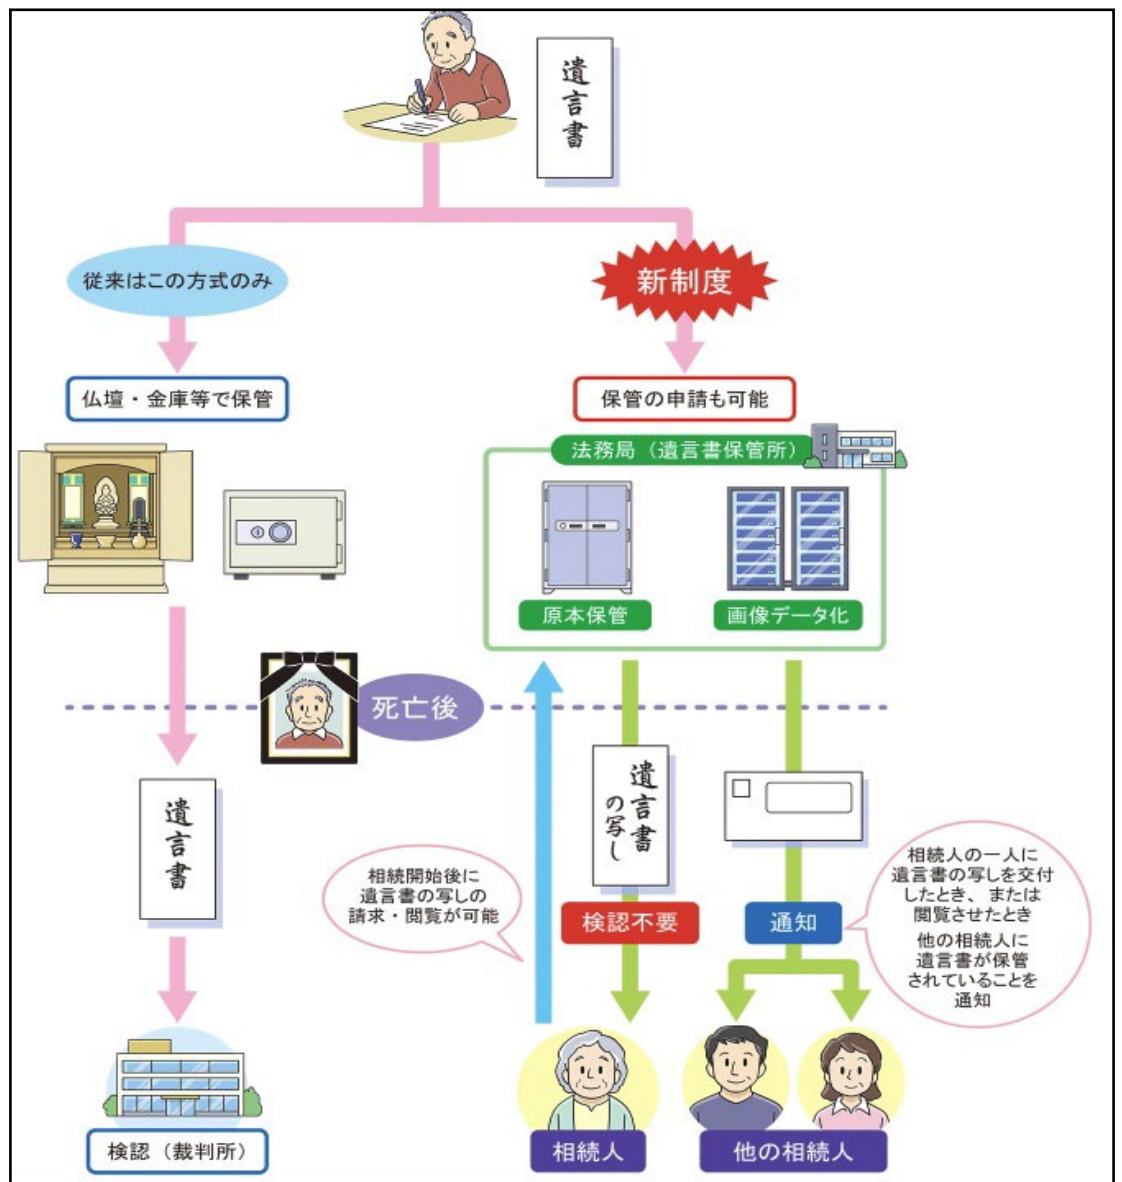 遺言書
従来はこの方式のみ
新制度
仏壇・金庫等で保管
保管の申請も可能
法務局（遺言書保管所）
原本保管
画像データ化
死亡後
遺言書
遺言書
の写し
相続開始後に
遺言書の写しの
請求・閲覧が可能
検認不要
通知
相続人の一人に
遺言書の写しを交付
したとき、または
閲覧させたとき
他の相続人に
遺言書が保管
されていることを
通知
検認（裁判所）
相続人
他の相続人